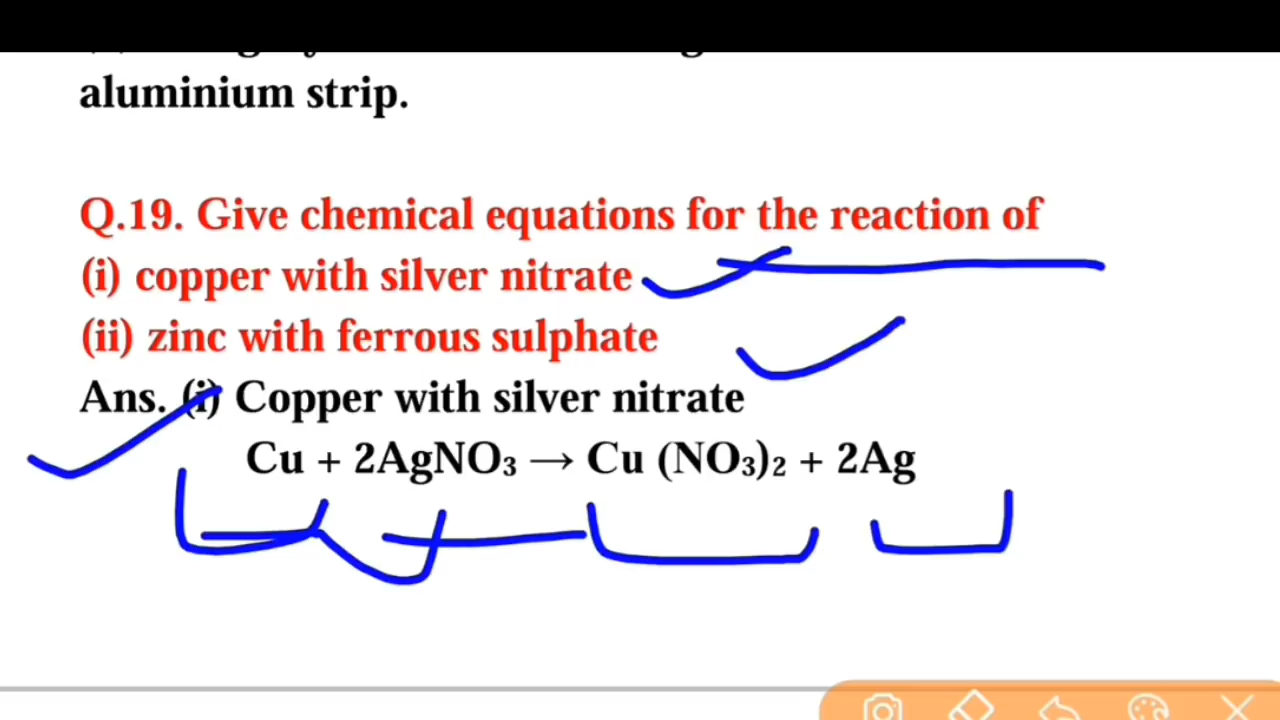 aluminium strip.
Q.19. Give chemical equations for the reaction of
(i) copper with silver nitrate
(ii) zinc with ferrous sulphate
Ans. (i) Copper with silver nitrate
Cu + 2AgNO₃ → Cu (NO₃)₂ + 2Ag